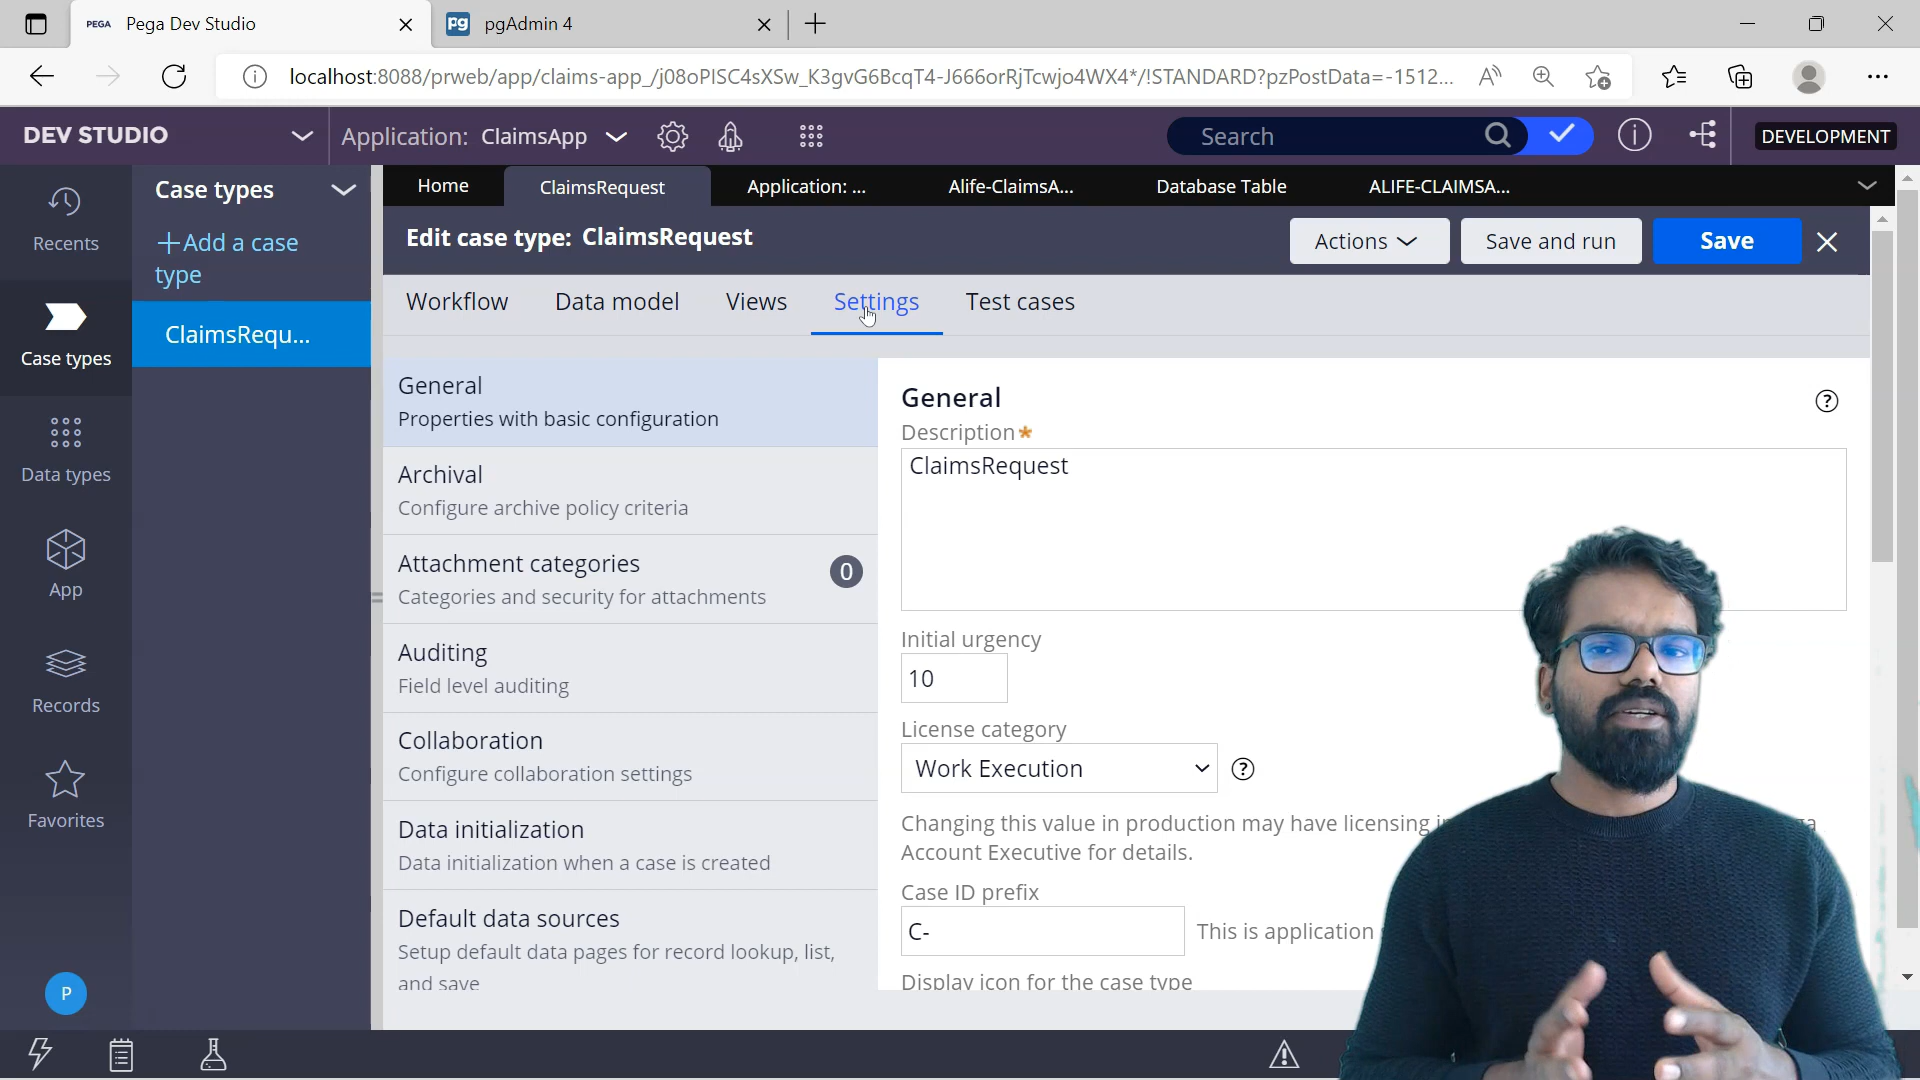 PEGA Pega Dev Studio
pg pgAdmin 4
localhost:8088/prweb/app/claims-app_/j08oPISC4sXSw_K3gvG6BcqT4-J666orRjTcwjo4WX4*/!STANDARD?pzPostData=-1512...
DEV STUDIO
Application: ClaimsApp
Search
DEVELOPMENT
Recents
Case types
Data types
App
Records
Favorites
P
Case types
+Add a case
type
ClaimsRequ...
Home
ClaimsRequest
Application: ...
Alife-ClaimsA...
Database Table
ALIFE-CLAIMSA...
Edit case type: ClaimsRequest
Actions
Save and run
Save
Workflow
Data model
Views
Settings
Test cases
General
Properties with basic configuration
Archival
Configure archive policy criteria
Attachment categories
0
Categories and security for attachments
Auditing
Field level auditing
Collaboration
Configure collaboration settings
Data initialization
Data initialization when a case is created
Default data sources
Setup default data pages for record lookup, list,
and save
General
Description*
ClaimsRequest
Initial urgency
10
License category
Work Execution
Changing this value in production may have licensing
Account Executive for details.
Case ID prefix
C-
This is application
Display icon for the case type